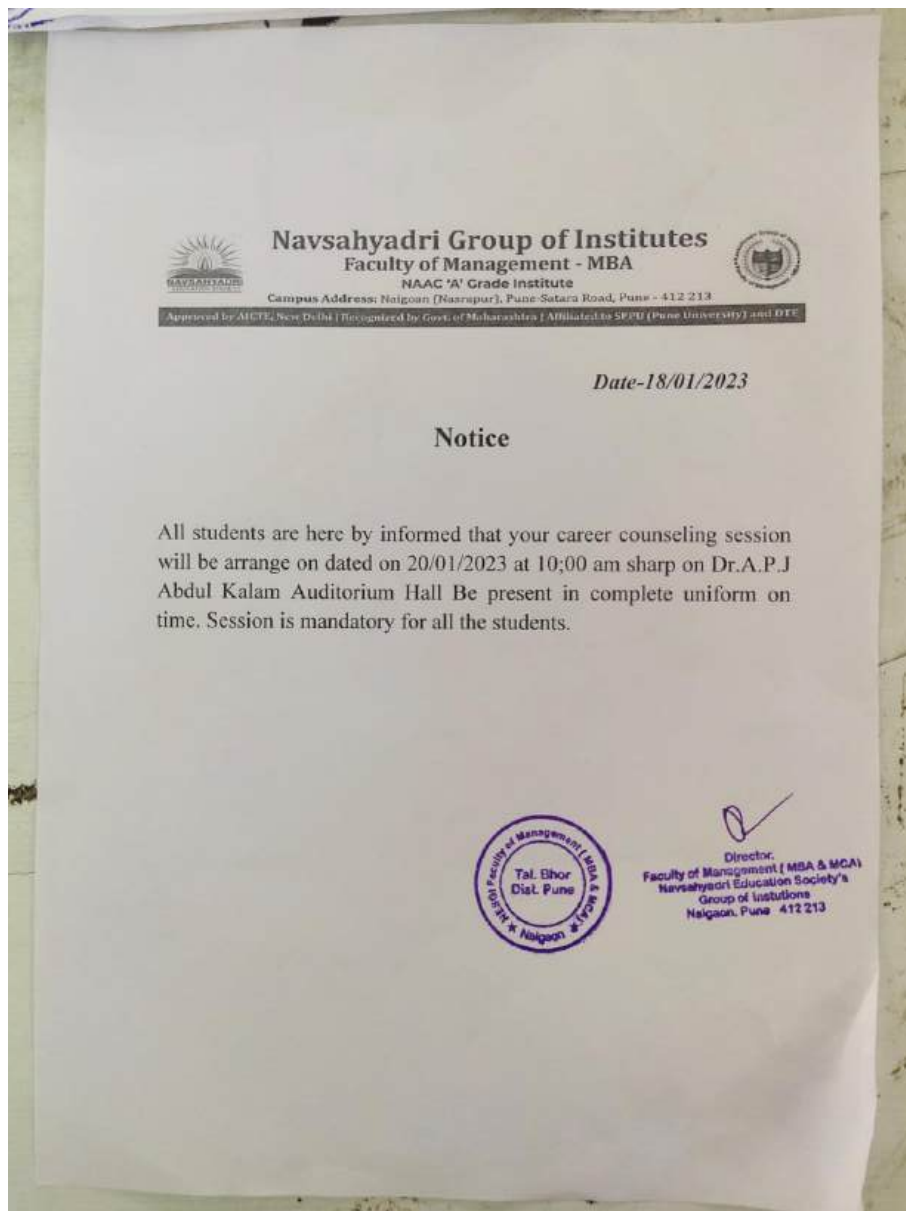 Navsahyadri Group of Institutes
Faculty of Management - MBA
NAAC 'A' Grade Institute
Campus Address: Naigoan (Nasrapur), Pune-Satara Road, Pune - 412 213
Approved by AICTE, New Delhi | Recognized by Govt. of Maharashtra | Affiliated to SPPU (Pune University) and DTE
NAVSAHYADRI
Date-18/01/2023
Notice
All students are here by informed that your career counseling session
will be arrange on dated on 20/01/2023 at 10;00 am sharp on Dr.A.P.J
Abdul Kalam Auditorium Hall Be present in complete uniform on
time. Session is mandatory for all the students.
Faculty of Management ( MBA & MCA)
Tal. Bhor
Dist. Pune
Naigaon
Director,
Faculty of Management ( MBA & MCA)
Navsahyadri Education Society's
Group of Instutions
Naigaon, Pune 412 213